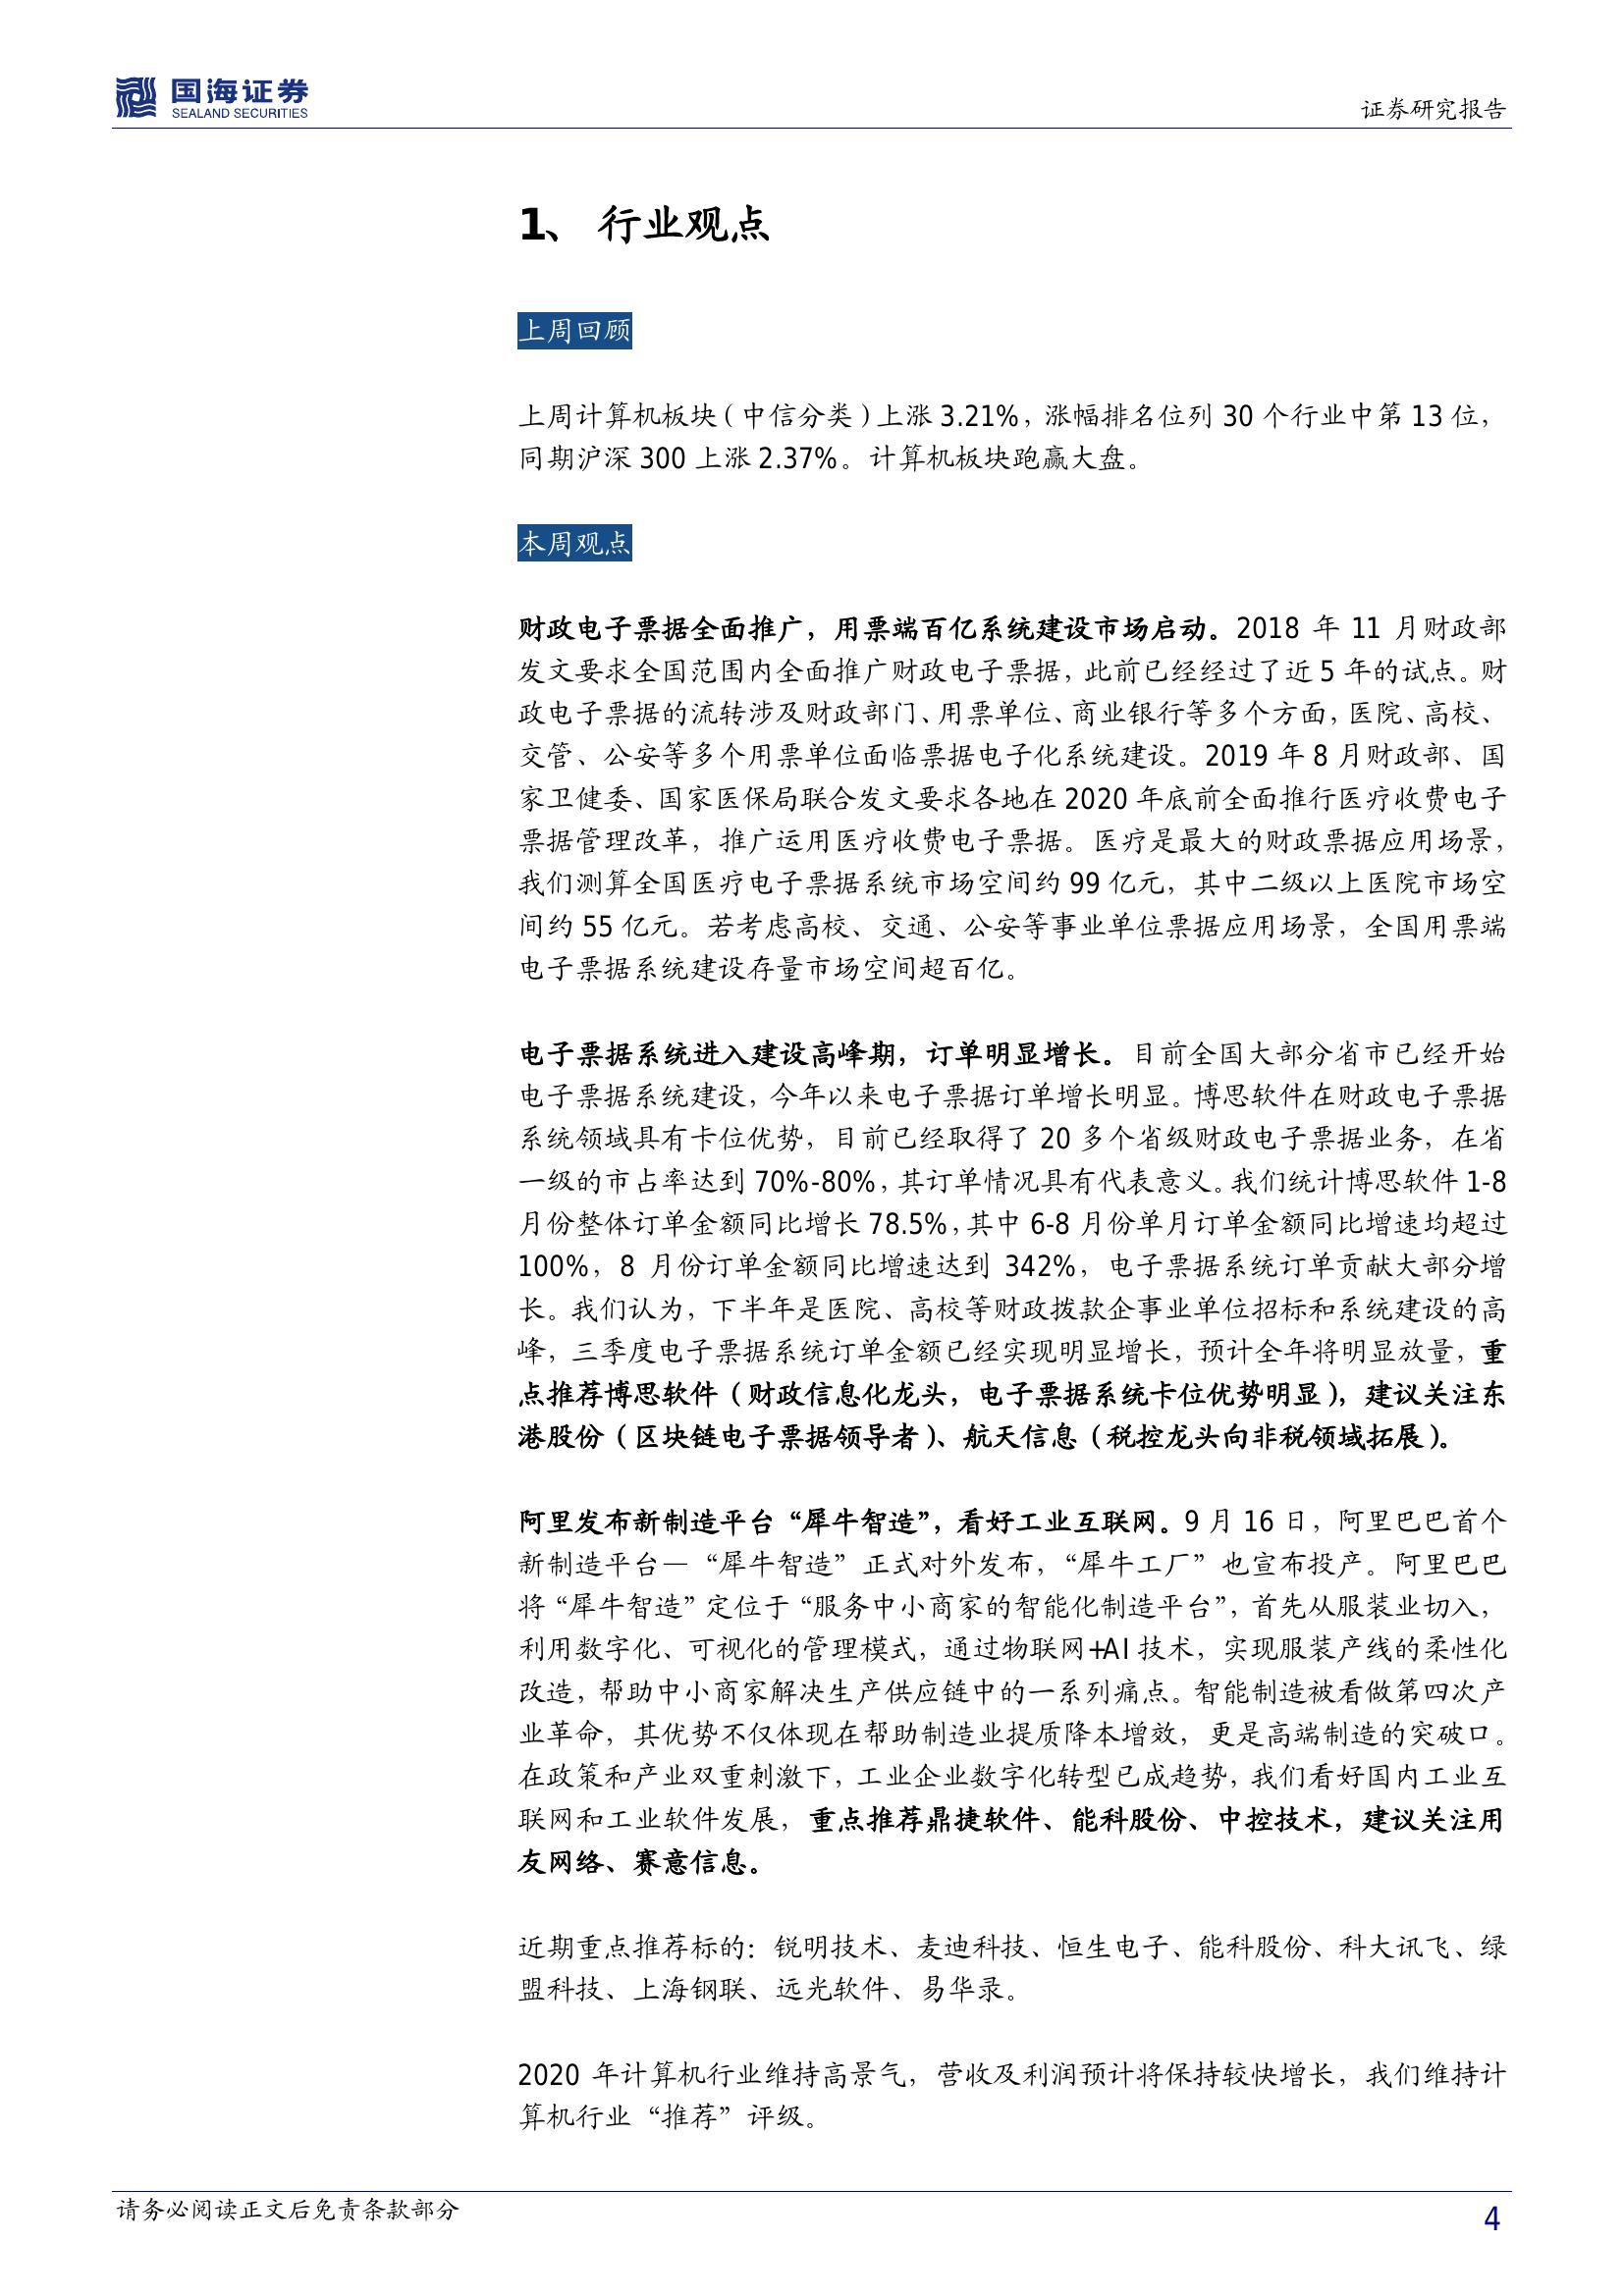 国海证券
SEALAND SECURITIES
证券研究报告
1、 行业观点
上周回顾
上周计算机板块（中信分类）上涨 3.21%，涨幅排名位列 30 个行业中第 13 位，
同期沪深 300 上涨 2.37%。计算机板块跑赢大盘。
本周观点
财政电子票据全面推广，用票端百亿系统建设市场启动。2018 年 11 月财政部
发文要求全国范围内全面推广财政电子票据，此前已经经过了近 5 年的试点。财
政电子票据的流转涉及财政部门、用票单位、商业银行等多个方面，医院、高校、
交管、公安等多个用票单位面临票据电子化系统建设。2019 年 8 月财政部、国
家卫健委、国家医保局联合发文要求各地在 2020 年底前全面推行医疗收费电子
票据管理改革，推广运用医疗收费电子票据。医疗是最大的财政票据应用场景，
我们测算全国医疗电子票据系统市场空间约 99 亿元，其中二级以上医院市场空
间约 55 亿元。若考虑高校、交通、公安等事业单位票据应用场景，全国用票端
电子票据系统建设存量市场空间超百亿。
电子票据系统进入建设高峰期，订单明显增长。目前全国大部分省市已经开始
电子票据系统建设，今年以来电子票据订单增长明显。博思软件在财政电子票据
系统领域具有卡位优势，目前已经取得了 20 多个省级财政电子票据业务，在省
一级的市占率达到 70%-80%，其订单情况具有代表意义。我们统计博思软件 1-8
月份整体订单金额同比增长 78.5%，其中 6-8 月份单月订单金额同比增速均超过
100%，8 月份订单金额同比增速达到 342%，电子票据系统订单贡献大部分增
长。我们认为，下半年是医院、高校等财政拨款企事业单位招标和系统建设的高
峰，三季度电子票据系统订单金额已经实现明显增长，预计全年将明显放量，重
点推荐博思软件（财政信息化龙头，电子票据系统卡位优势明显），建议关注东
港股份（区块链电子票据领导者）、航天信息（税控龙头向非税领域拓展）。
阿里发布新制造平台“犀牛智造”，看好工业互联网。9 月 16 日，阿里巴巴首个
新制造平台—“犀牛智造”正式对外发布，“犀牛工厂”也宣布投产。阿里巴巴
将“犀牛智造”定位于“服务中小商家的智能化制造平台”，首先从服装业切入，
利用数字化、可视化的管理模式，通过物联网+AI 技术，实现服装产线的柔性化
改造，帮助中小商家解决生产供应链中的一系列痛点。智能制造被看做第四次产
业革命，其优势不仅体现在帮助制造业提质降本增效，更是高端制造的突破口。
在政策和产业双重刺激下，工业企业数字化转型已成趋势，我们看好国内工业互
联网和工业软件发展，重点推荐鼎捷软件、能科股份、中控技术，建议关注用
友网络、赛意信息。
近期重点推荐标的：锐明技术、麦迪科技、恒生电子、能科股份、科大讯飞、绿
盟科技、上海钢联、远光软件、易华录。
2020 年计算机行业维持高景气，营收及利润预计将保持较快增长，我们维持计
算机行业“推荐”评级。
请务必阅读正文后免责条款部分
4